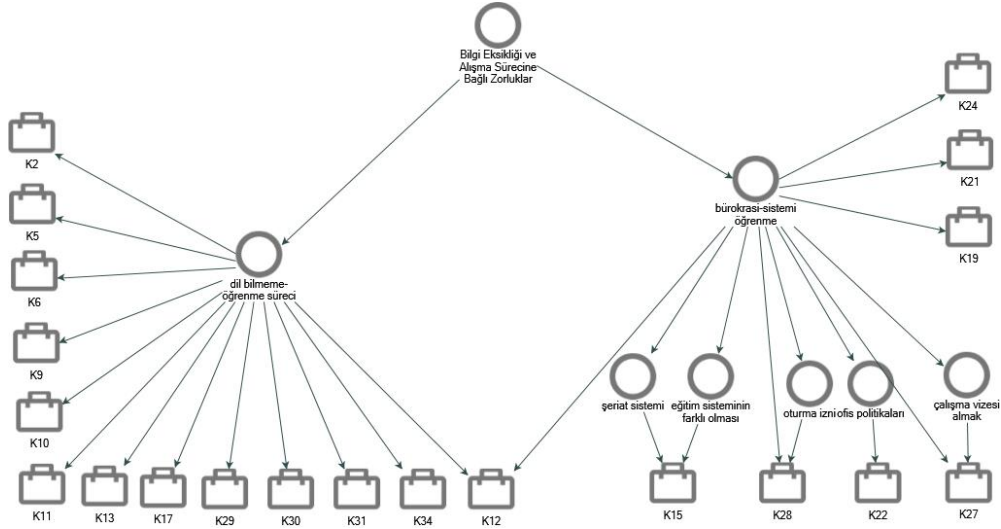 Bilgi Eksikliği ve
Alışma Sürecine
Bağlı Zorluklar
K24
K2
K21
bürokrasi-sistemi
öğrenme
K5
K19
dil bilmeme-
öğrenme süreci
K6
K9
şeriat sistemi
eğitim sisteminin
farklı olması
oturma izni
ofis politikaları
çalışma vizesi
almak
K10
K11
K13
K17
K29
K30
K31
K34
K12
K15
K28
K22
K27